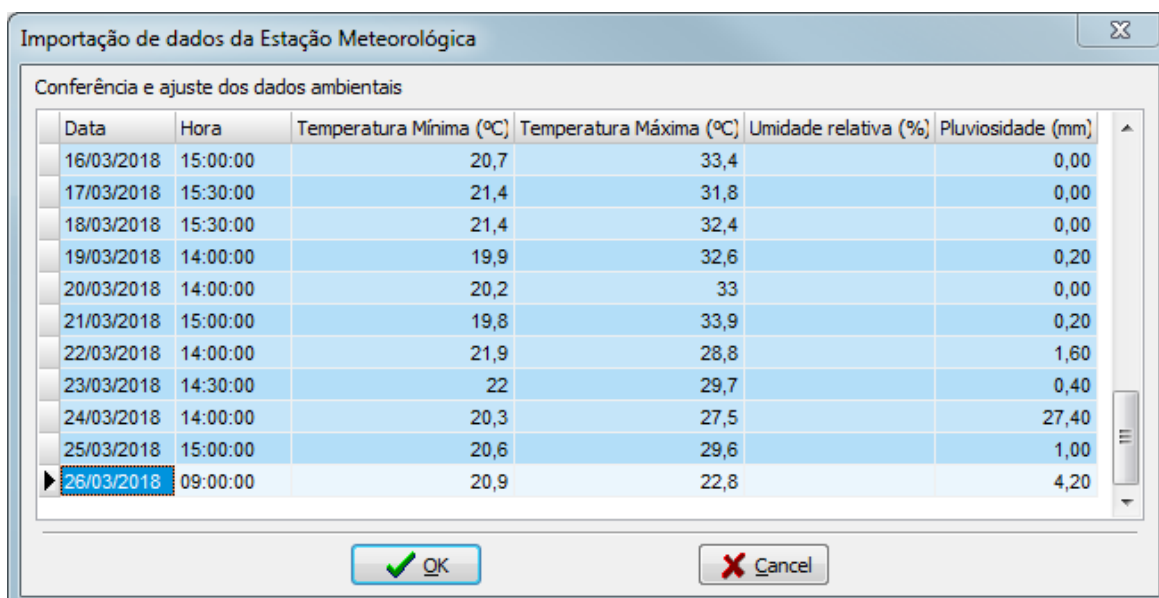 Importação de dados da Estação Meteorológica
Conferência e ajuste dos dados ambientais
Data Hora Temperatura Mínima (ºC) Temperatura Máxima (ºC) Umidade relativa (%) Pluviosidade (mm)
16/03/2018 15:00:00 20,7 33,4 0,00
17/03/2018 15:30:00 21,4 31,8 0,00
18/03/2018 15:30:00 21,4 32,4 0,00
19/03/2018 14:00:00 19,9 32,6 0,20
20/03/2018 14:00:00 20,2 33 0,00
21/03/2018 15:00:00 19,8 33,9 0,20
22/03/2018 14:00:00 21,9 28,8 1,60
23/03/2018 14:30:00 22 29,7 0,40
24/03/2018 14:00:00 20,3 27,5 27,40
25/03/2018 15:00:00 20,6 29,6 1,00
26/03/2018 09:00:00 20,9 22,8 4,20
OK Cancel